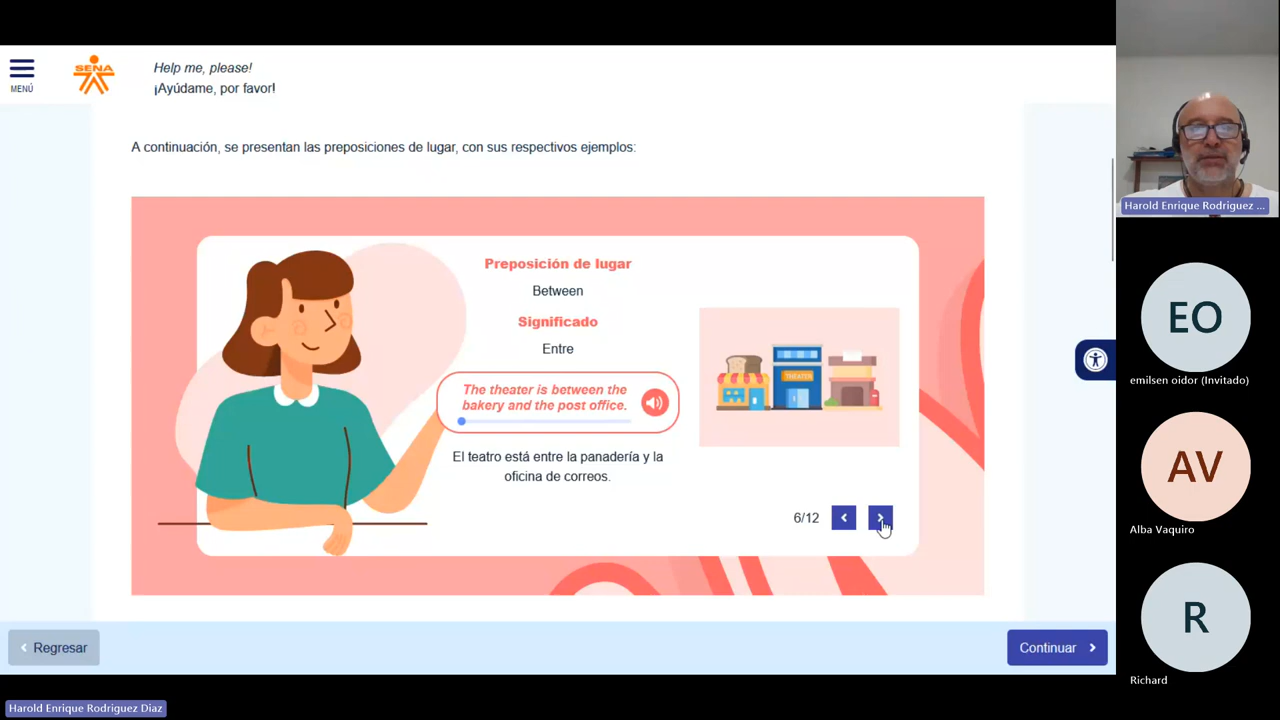 MENÚ
SENA
Help me, please!
¡Ayúdame, por favor!
A continuación, se presentan las preposiciones de lugar, con sus respectivos ejemplos:
Preposición de lugar
Between
Significado
Entre
The theater is between the
bakery and the post office.
El teatro está entre la panadería y la
oficina de correos.
THEATER
6/12
Regresar
Continuar
Harold Enrique Rodriguez Diaz
Harold Enrique Rodriguez ...
EO
emilsen oidor (Invitado)
AV
Alba Vaquiro
R
Richard